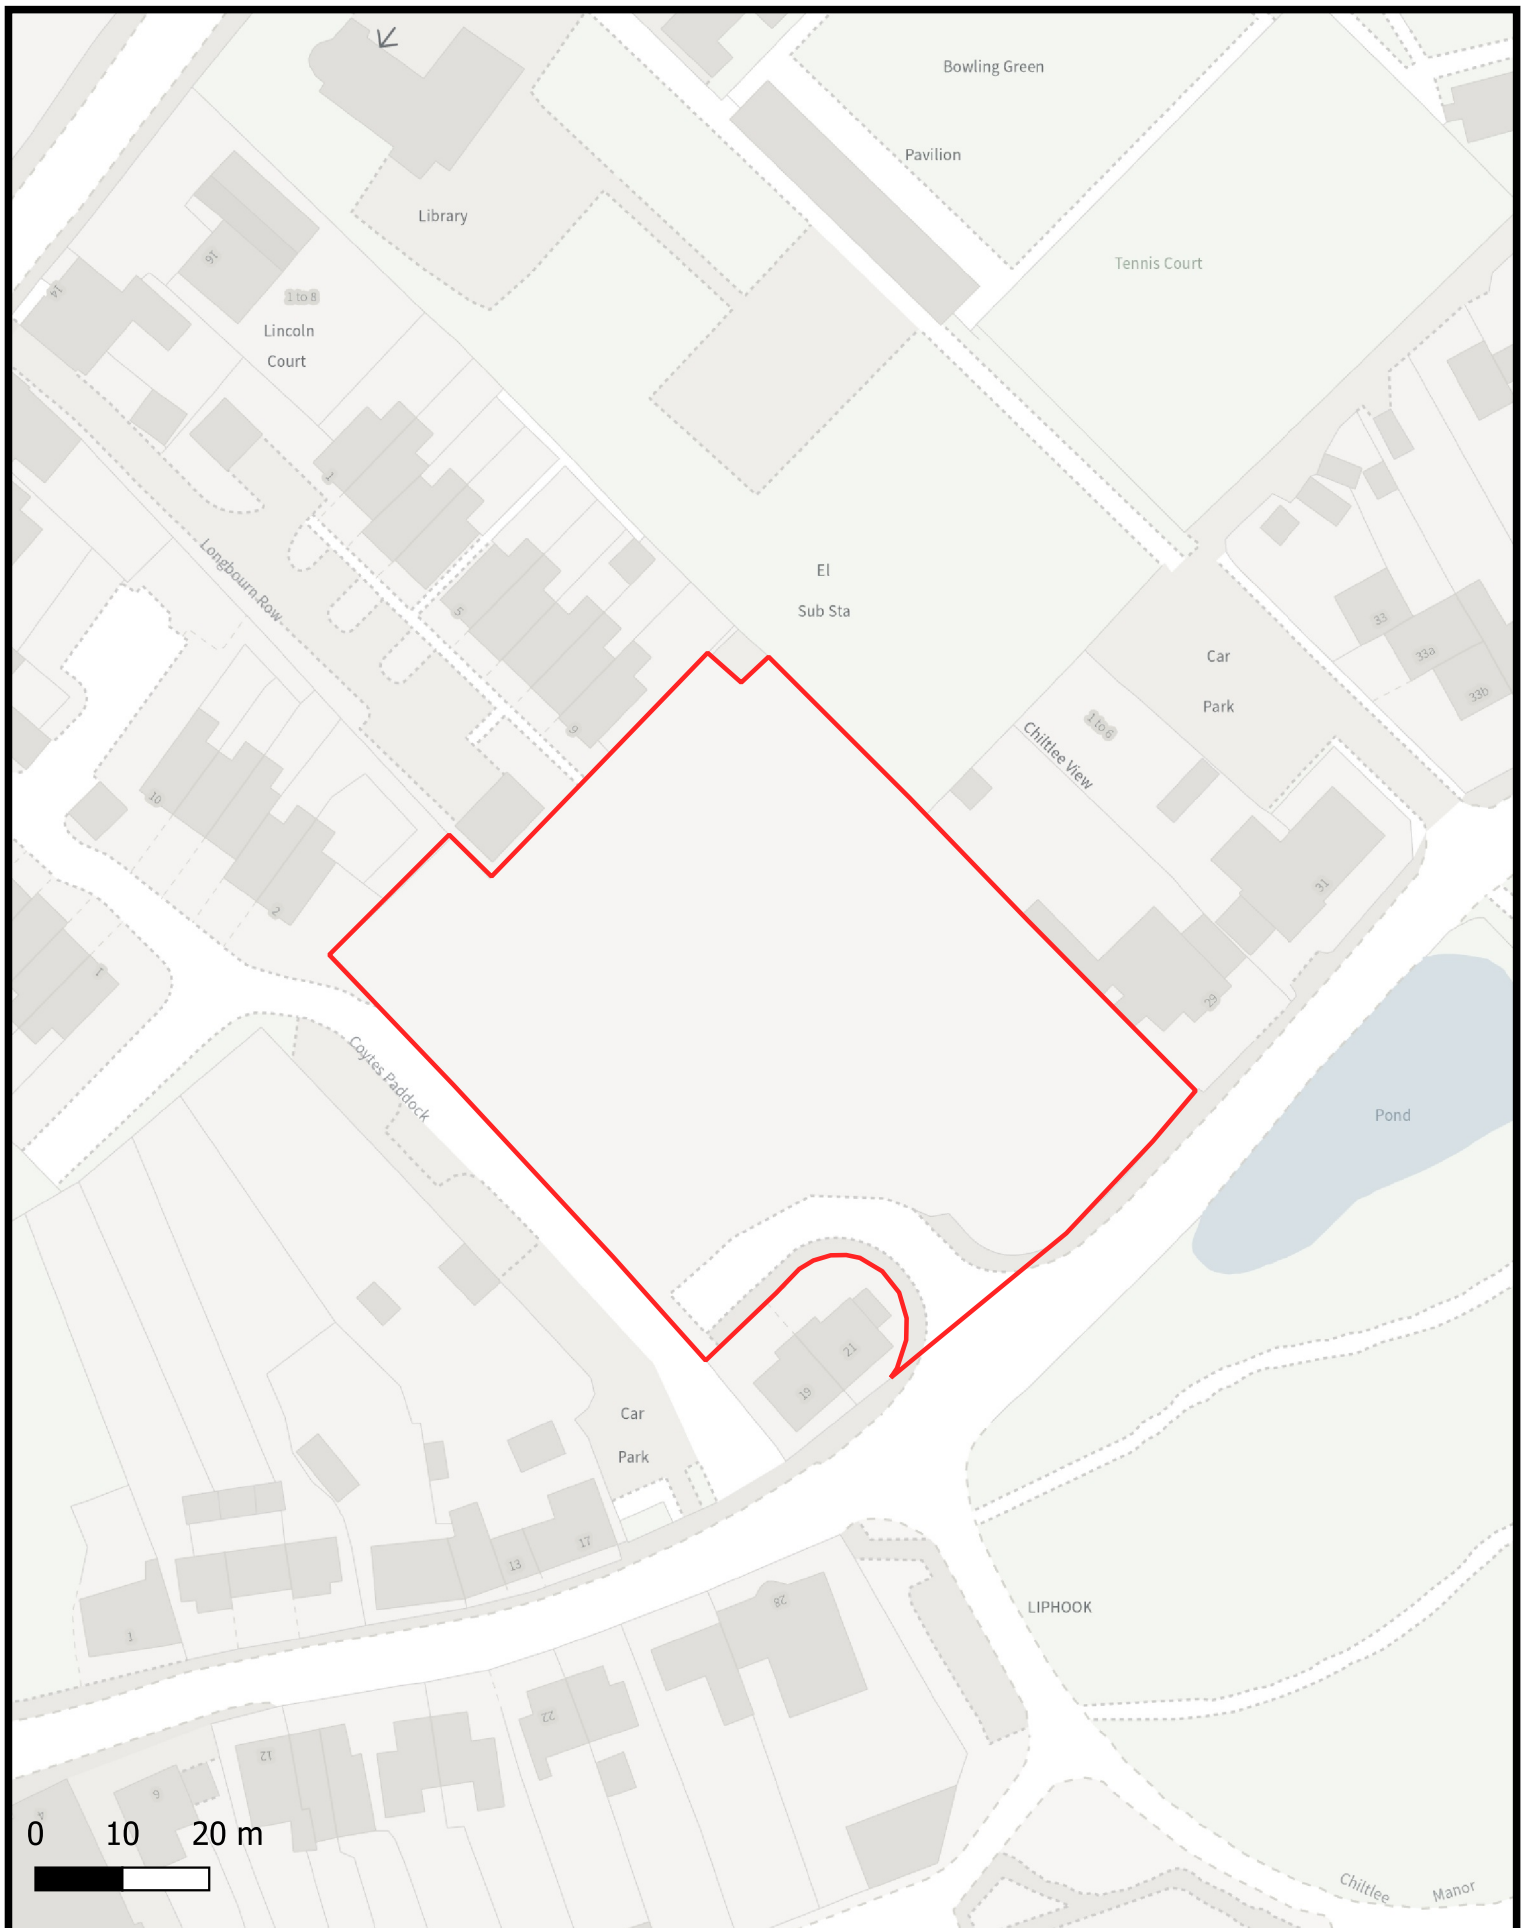 Bowling Green
Pavilion
Library
Tennis Court
16
14
1 to 8
Lincoln
Court
1
Longbourn Row
5
El
Sub Sta
33
33a
33b
Car
Park
1 to 6
Chiltlee View
9
10
2
1
31
29
Coytes Paddock
Pond
21
19
Car
Park
17
13
1
28
LIPHOOK
22
12
6
4
0 10 20 m
Chiltlee Manor